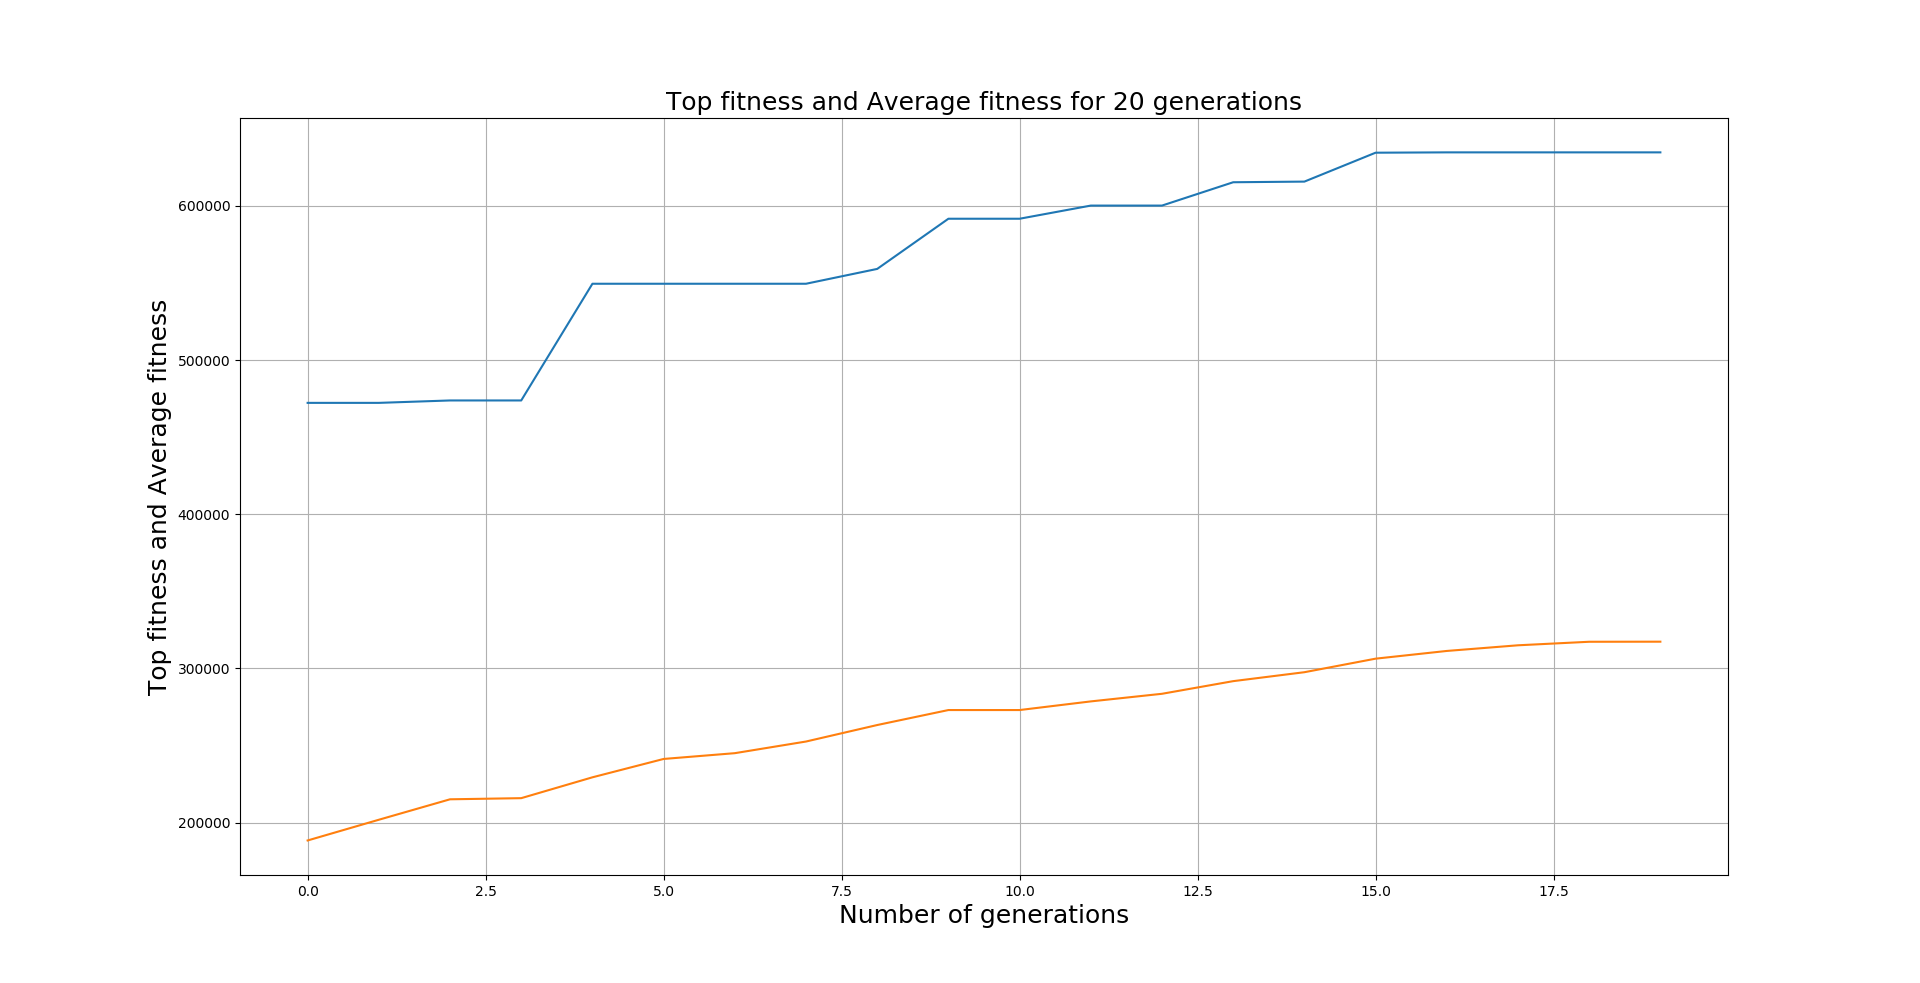 Top fitness and Average fitness for 20 generations
Top fitness and Average fitness
600000
500000
400000
300000
200000
0.0 2.5 5.0 7.5 10.0 12.5 15.0 17.5
Number of generations